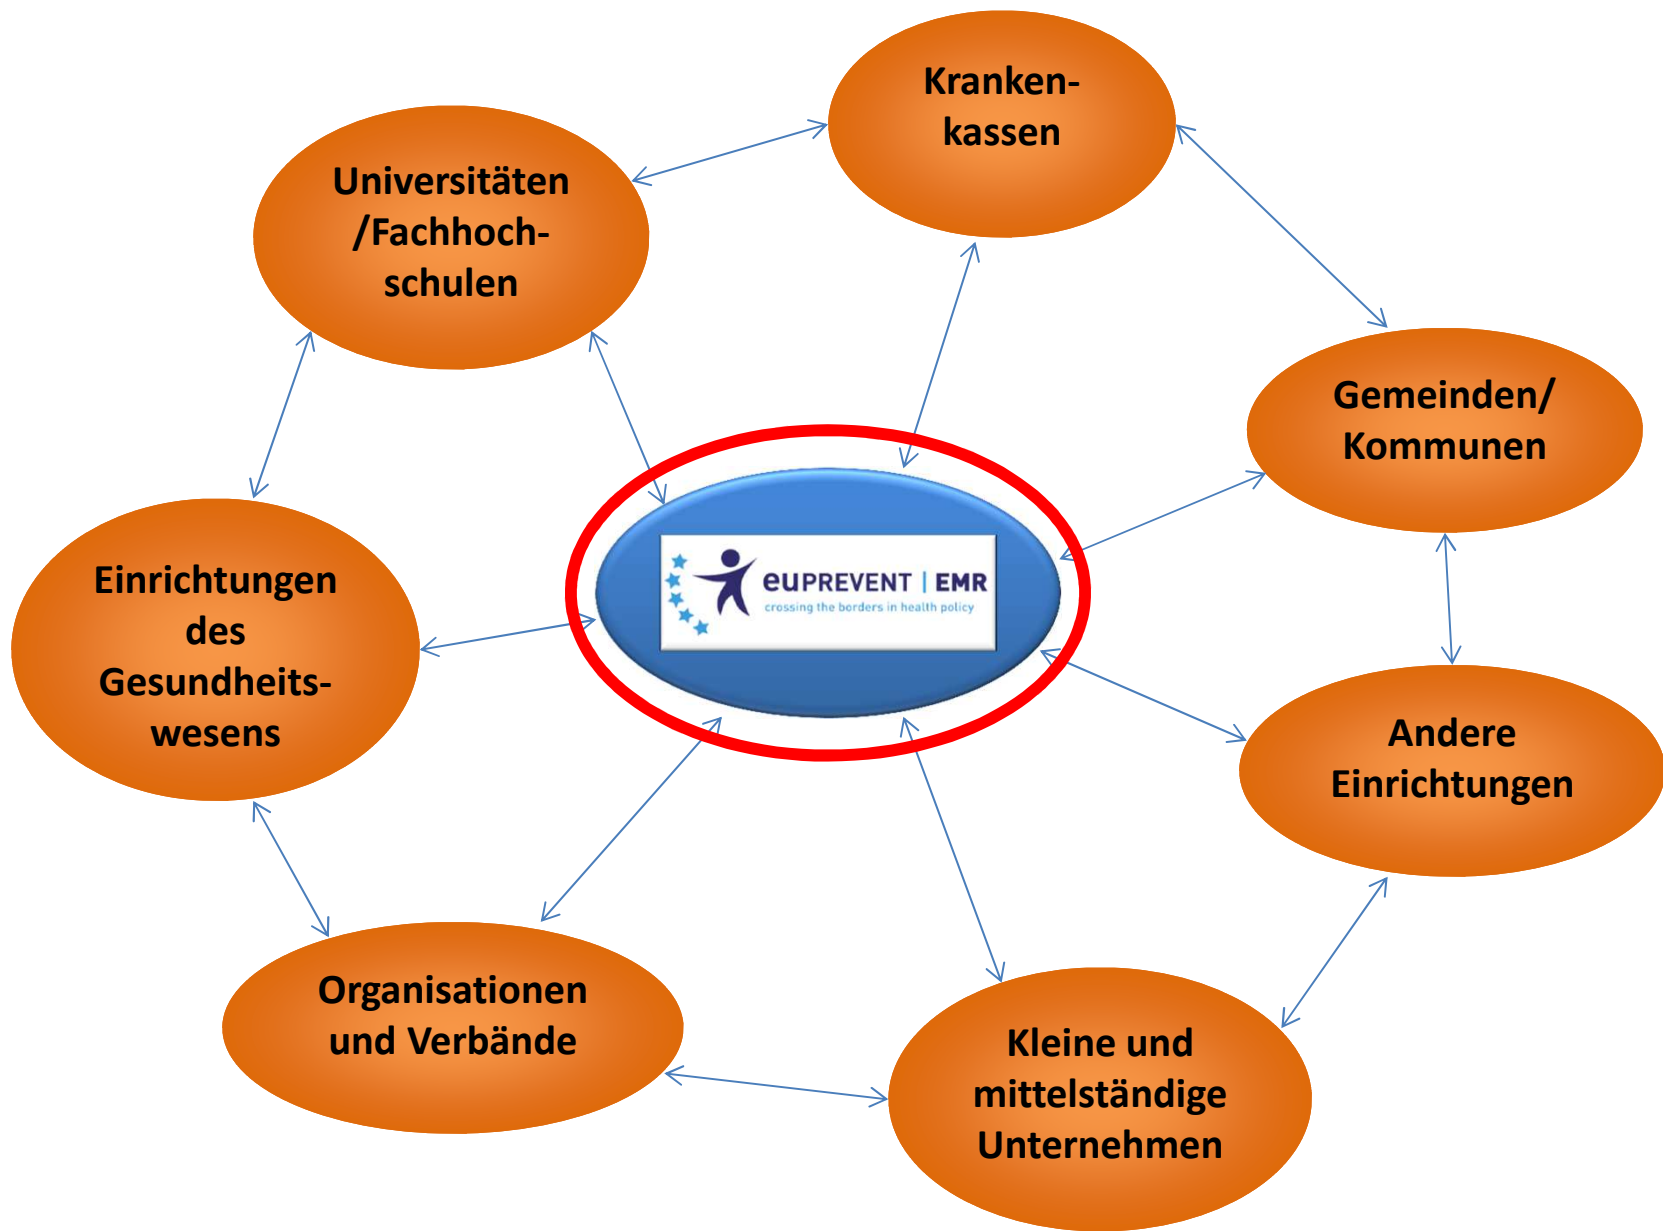 Kranken-
kassen
Universitäten
/Fachhoch-
schulen
Gemeinden/
Kommunen
euPREVENT | EMR
crossing the borders in health policy
Einrichtungen
des
Gesundheits-
wesens
Andere
Einrichtungen
Organisationen
und Verbände
Kleine und
mittelständige
Unternehmen